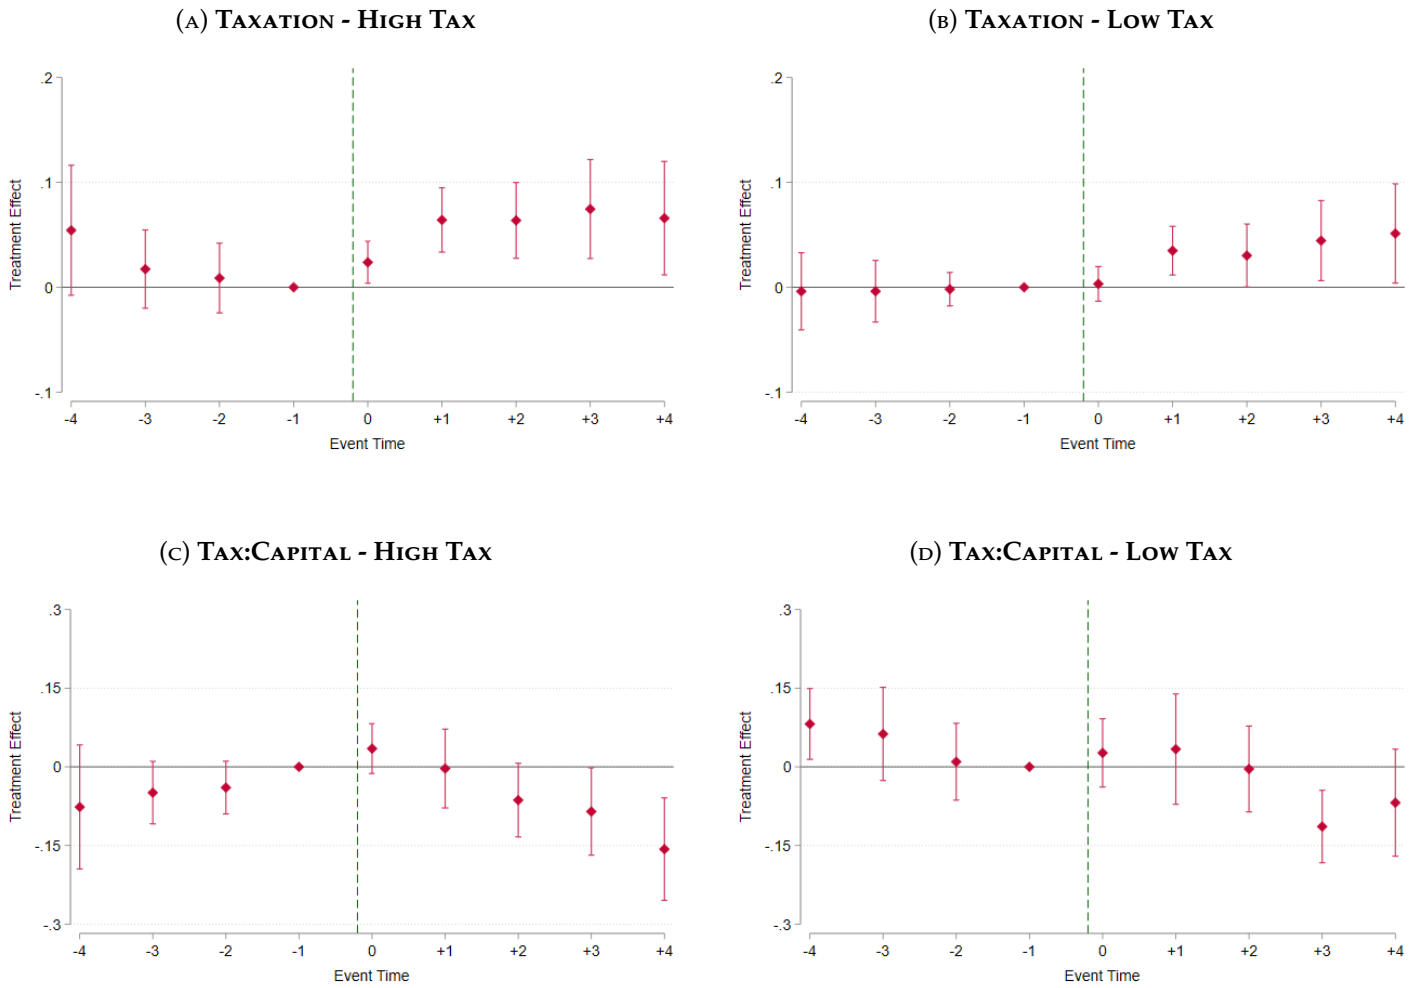 (A) Taxation - High Tax
.2
.1
0
-.1
Treatment Effect
-4 -3 -2 -1 0 +1 +2 +3 +4
Event Time
(B) Taxation - Low Tax
.2
.1
0
-.1
Treatment Effect
-4 -3 -2 -1 0 +1 +2 +3 +4
Event Time
(C) Tax:Capital - High Tax
.3
.15
0
-.15
-.3
Treatment Effect
-4 -3 -2 -1 0 +1 +2 +3 +4
Event Time
(D) Tax:Capital - Low Tax
.3
.15
0
-.15
-.3
Treatment Effect
-4 -3 -2 -1 0 +1 +2 +3 +4
Event Time